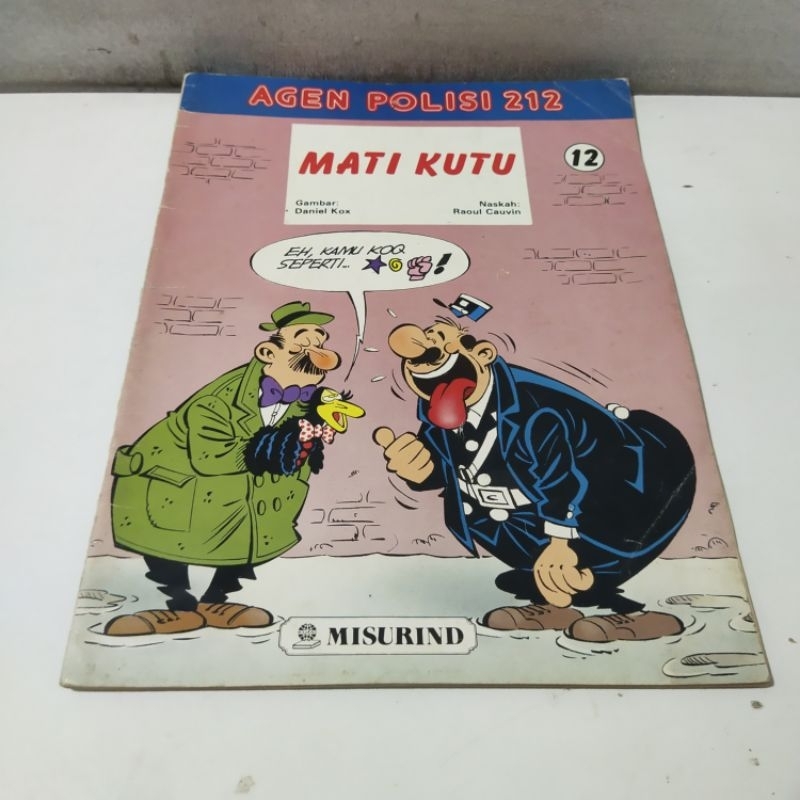 AGEN POLISI 212
MATI KUTU
12
Gambar:
Daniel Kox
Naskah:
Raoul Cauvin
EH, KAMU KOQ
SEPERTI... !
MISURIND